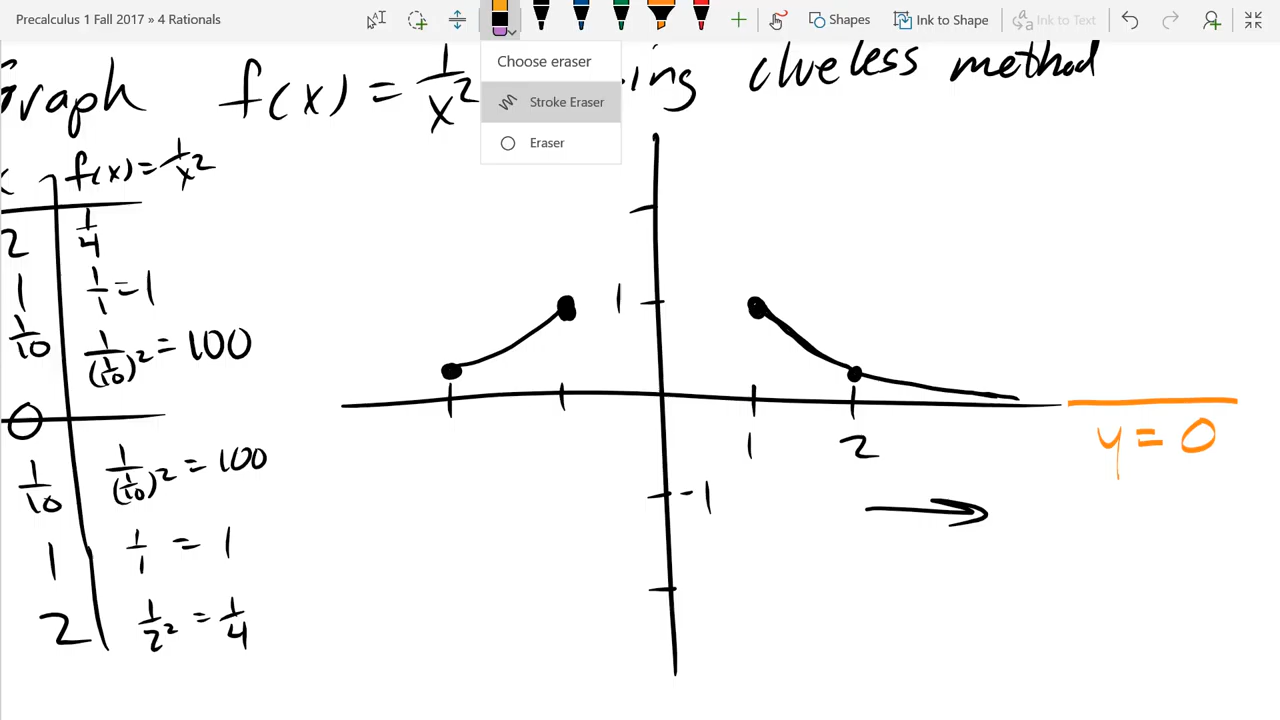 Precalculus 1 Fall 2017 » 4 Rationals
Shapes
Ink to Shape
Ink to Text
Choose eraser
Stroke Eraser
Eraser
Graph f(x) = 1/x² ing clueless method
f(x) = 1/x²
2 1/4
1 1/1 = 1
1/10 1/(1/10)² = 100
0
1/10 1/(1/10)² = 100
1 1/1 = 1
2 1/2² = 1/4
1
1 2
-1
y = 0